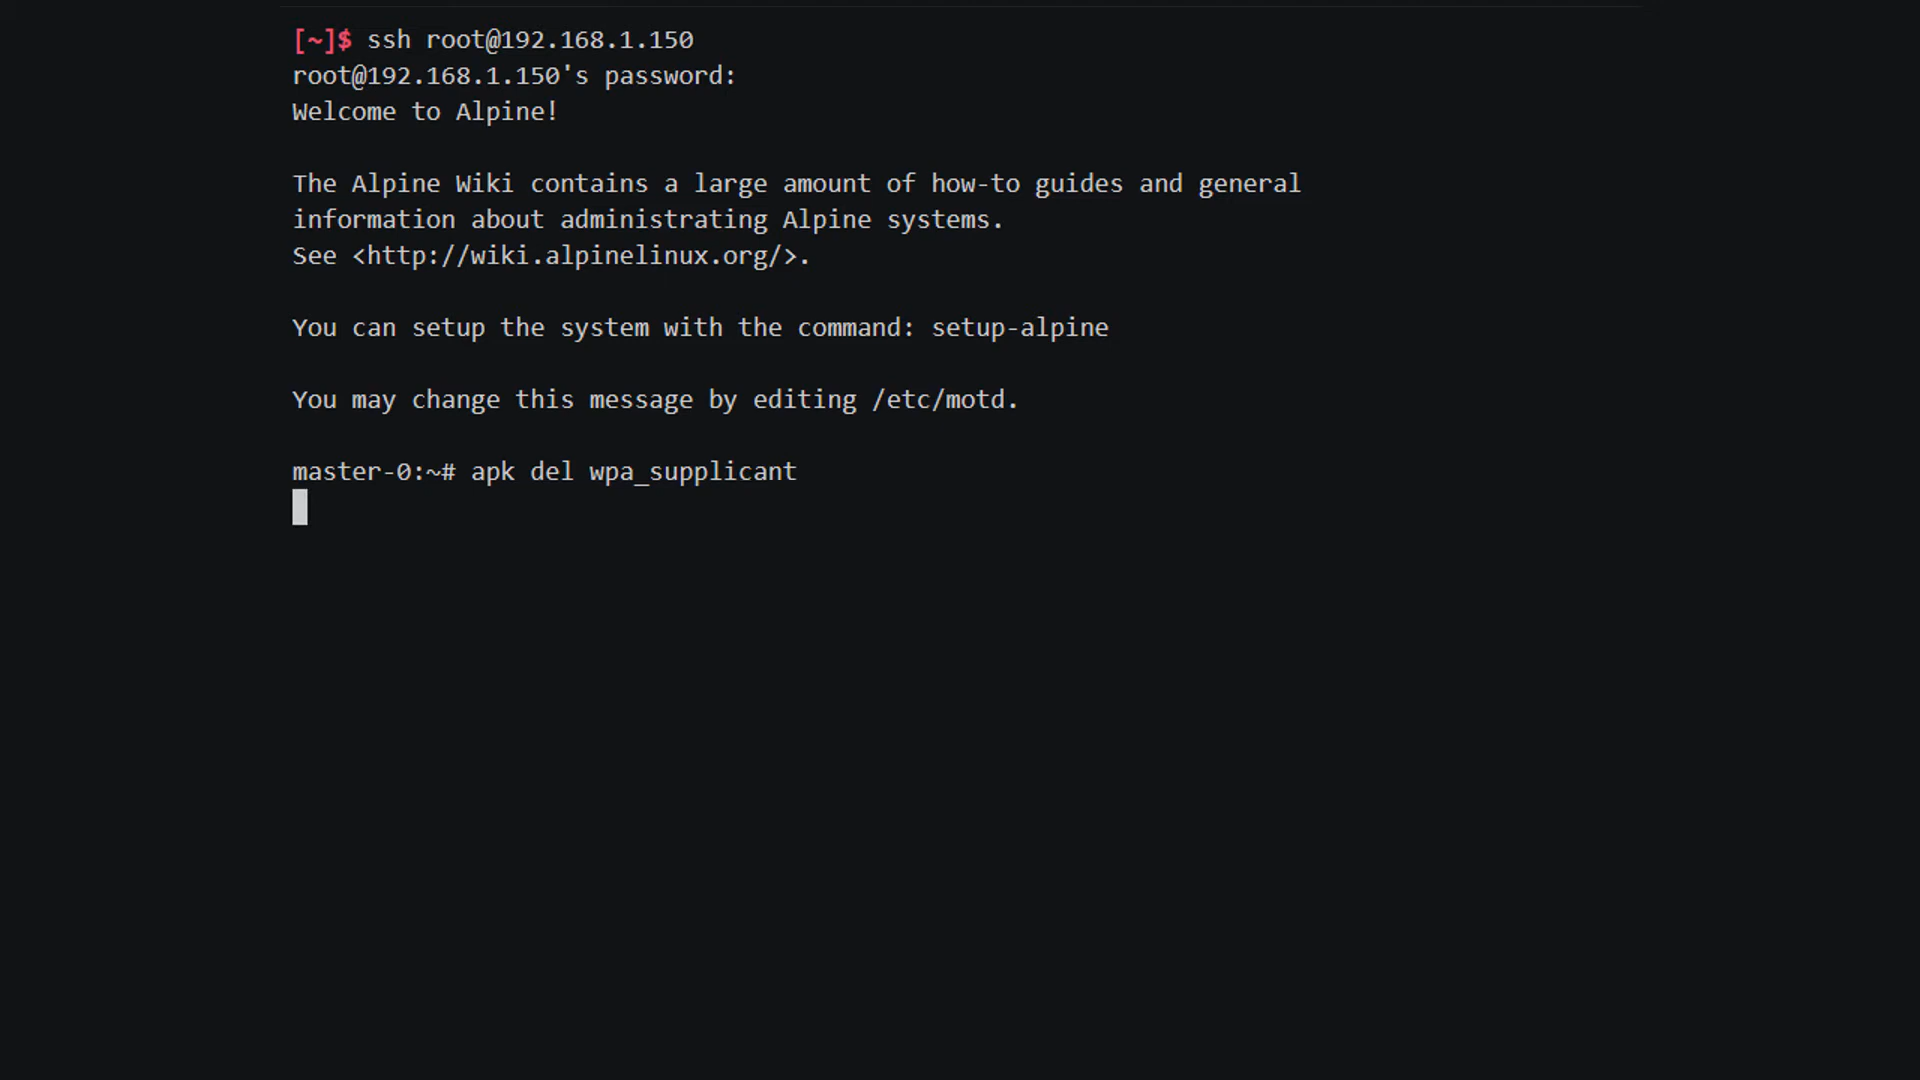 [~]$ ssh root@192.168.1.150
root@192.168.1.150's password:
Welcome to Alpine!
The Alpine Wiki contains a large amount of how-to guides and general
information about administrating Alpine systems.
See <http://wiki.alpinelinux.org/>.
You can setup the system with the command: setup-alpine
You may change this message by editing /etc/motd.
master-0:~# apk del wpa_supplicant